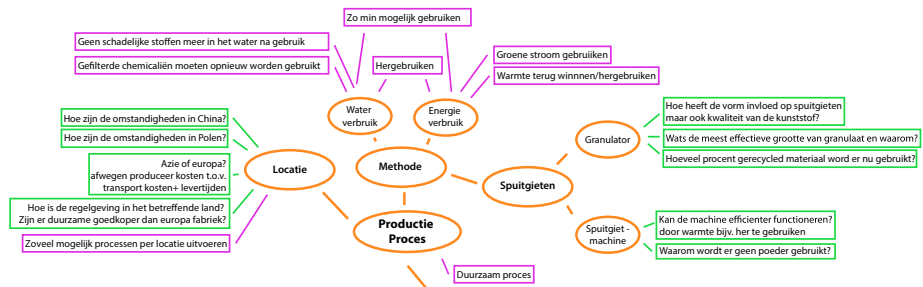 Zo min mogelijk gebruiken
Geen schadelijke stoffen meer in het water na gebruik
Gefilterde chemicaliën moeten opnieuw worden gebruikt
Hergebruiken
Groene stroom gebruiiken
Warmte terug winnnen/hergebruiken
Water
verbruik
Energie
verbruik
Hoe zijn de omstandigheden in China?
Hoe zijn de omstandigheden in Polen?
Azie of europa?
afwegen produceer kosten t.o.v.
transport kosten+ levertijden
Hoe is de regelgeving in het betreffende land?
Zijn er duurzame goedkoper dan europa fabriek?
Zoveel mogelijk processen per locatie uitvoeren
Locatie
Methode
Spuitgieten
Granulator
Hoe heeft de vorm invloed op spuitgieten
maar ook kwaliteit van de kunststof?
Wats de meest effectieve grootte van granulaat en waarom?
Hoeveel procent gerecycled materiaal word er nu gebruikt?
Productie
Proces
Spuitgiet -
machine
Kan de machine efficienter functioneren?
door warmte bijv. her te gebruiken
Waarom wordt er geen poeder gebruikt?
Duurzaam proces